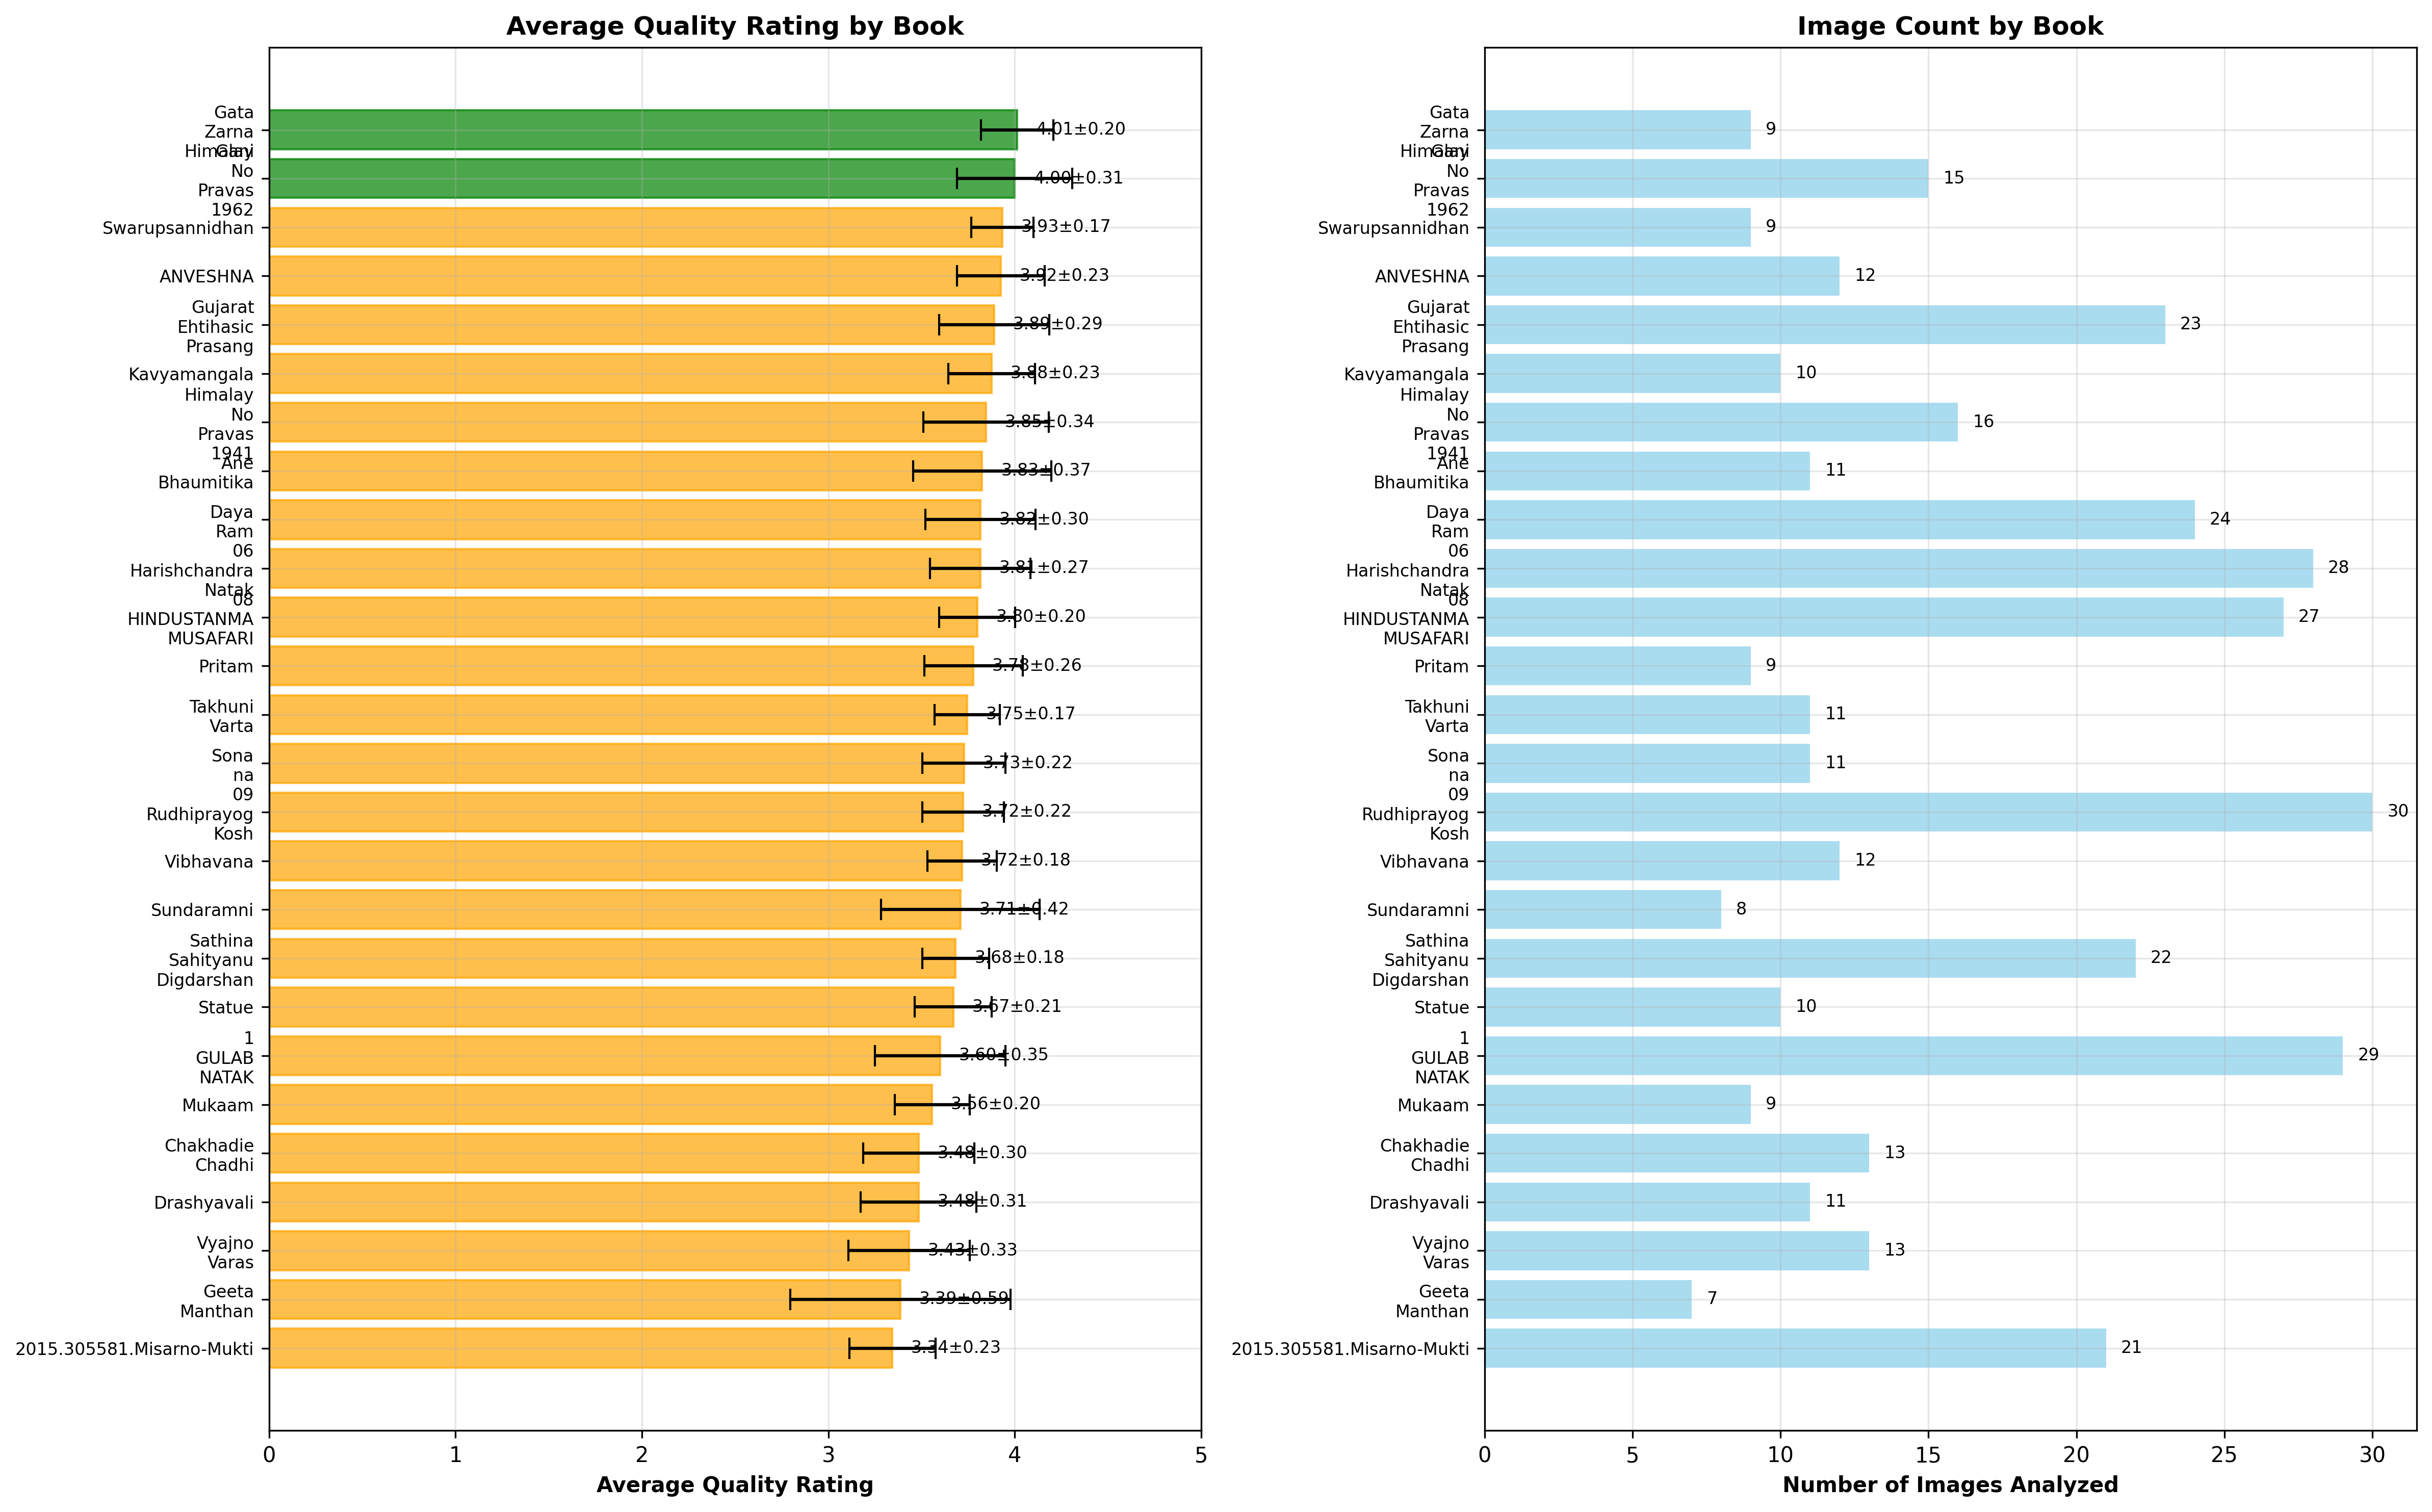 Average Quality Rating by Book
Gata
Zarna
Gani
4.01±0.20
Himalay
No
Pravas
1962
4.00±0.31
Swarupsannidhan
3.93±0.17
ANVESHNA
3.92±0.23
Gujarat
Ehtihasic
Prasang
3.89±0.29
Kavyamangala
3.88±0.23
Himalay
No
Pravas
1941
3.85±0.34
Ane
Bhaumitika
3.83±0.37
Daya
Ram
3.82±0.30
06
Harishchandra
Natak
3.81±0.27
08
HINDUSTANMA
MUSAFARI
3.80±0.20
Pritam
3.78±0.26
Takhuni
Varta
3.75±0.17
Sona
na
3.73±0.22
09
Rudhiprayog
Kosh
3.72±0.22
Vibhavana
3.72±0.18
Sundaramni
3.71±0.42
Sathina
Sahityanu
Digdarshan
3.68±0.18
Statue
3.67±0.21
1
GULAB
NATAK
3.60±0.35
Mukaam
3.56±0.20
Chakhadie
Chadhi
3.48±0.30
Drashyavali
3.48±0.31
Vyajno
Varas
3.43±0.33
Geeta
Manthan
3.39±0.59
2015.305581.Misarno-Mukti
3.34±0.23
0 1 2 3 4 5
Average Quality Rating
Image Count by Book
Gata
Zarna
Gani
9
Himalay
No
Pravas
1962
15
Swarupsannidhan
9
ANVESHNA
12
Gujarat
Ehtihasic
Prasang
23
Kavyamangala
10
Himalay
No
Pravas
1941
16
Ane
Bhaumitika
11
Daya
Ram
24
06
Harishchandra
Natak
28
08
HINDUSTANMA
MUSAFARI
27
Pritam
9
Takhuni
Varta
11
Sona
na
11
09
Rudhiprayog
Kosh
30
Vibhavana
12
Sundaramni
8
Sathina
Sahityanu
Digdarshan
22
Statue
10
1
GULAB
NATAK
29
Mukaam
9
Chakhadie
Chadhi
13
Drashyavali
11
Vyajno
Varas
13
Geeta
Manthan
7
2015.305581.Misarno-Mukti
21
0 5 10 15 20 25 30
Number of Images Analyzed